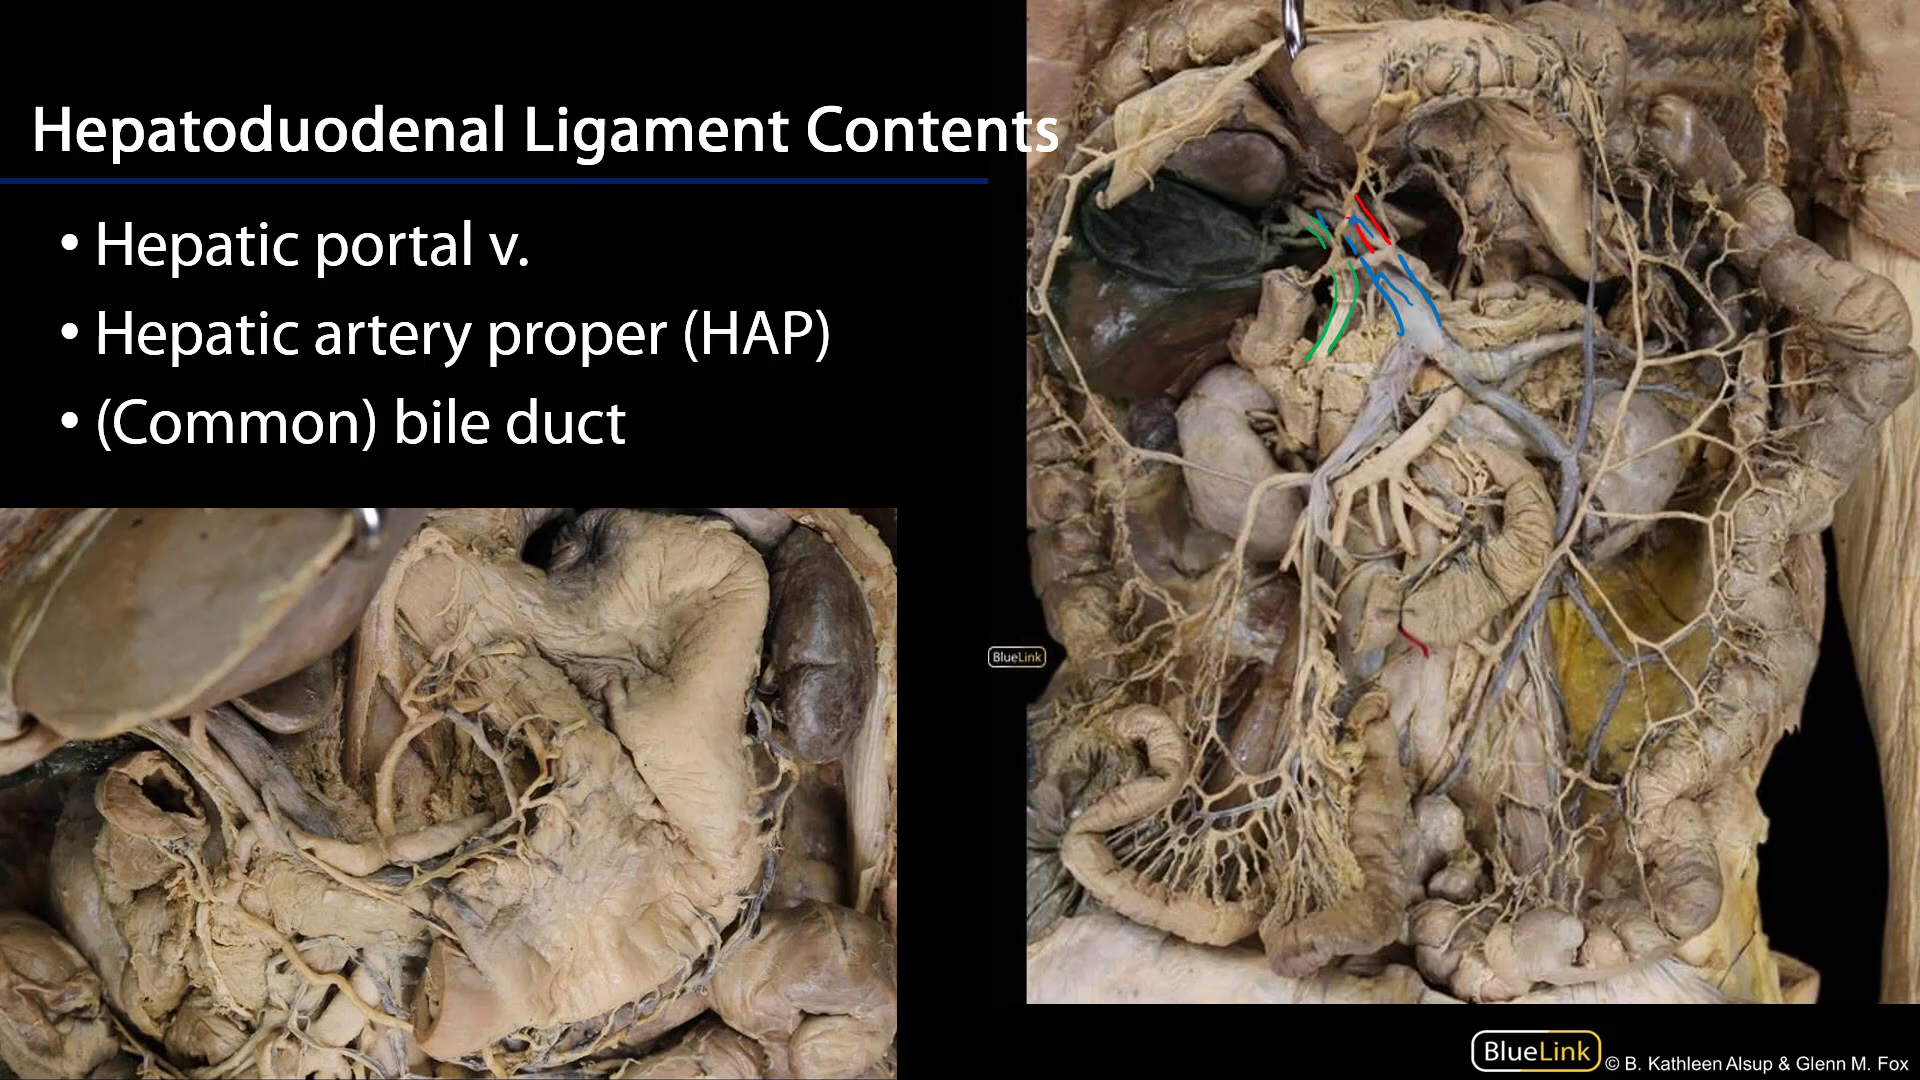 Hepatoduodenal Ligament Contents
• Hepatic portal v.
• Hepatic artery proper (HAP)
• (Common) bile duct
BlueLink
BlueLink © B. Kathleen Alsup & Glenn M. Fox